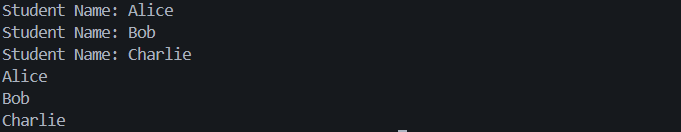 Student Name: Alice
Student Name: Bob
Student Name: Charlie
Alice
Bob
Charlie